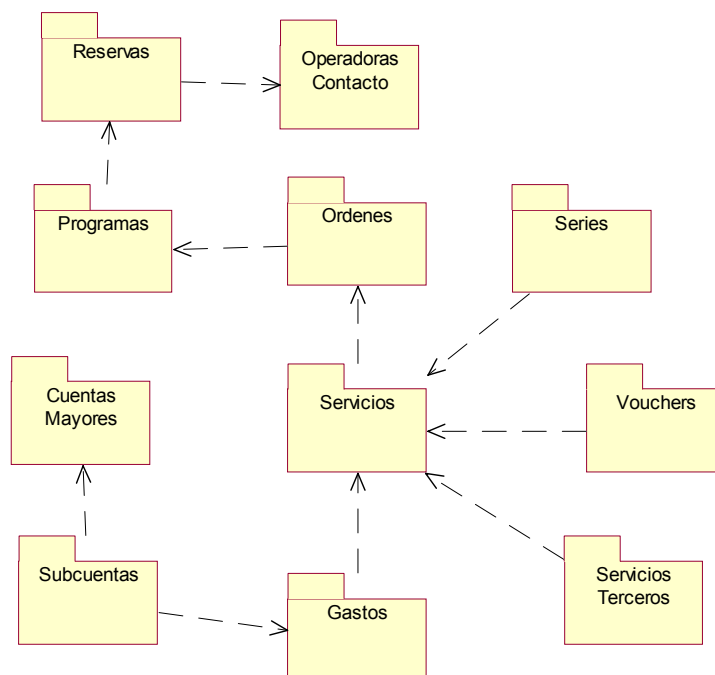 Reservas
Operadoras
Contacto
Programas
Ordenes
Series
Cuentas
Mayores
Servicios
Vouchers
Subcuentas
Gastos
Servicios
Terceros